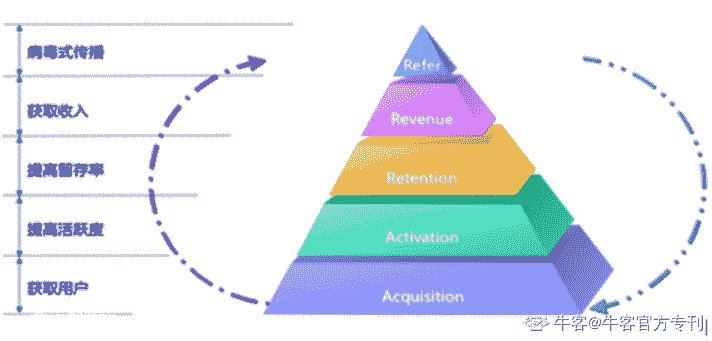 病毒式传播
Refer
获取收入
Revenue
提高留存率
Retention
提高活跃度
Activation
获取用户
Acquisition
牛客@牛客官方专刊